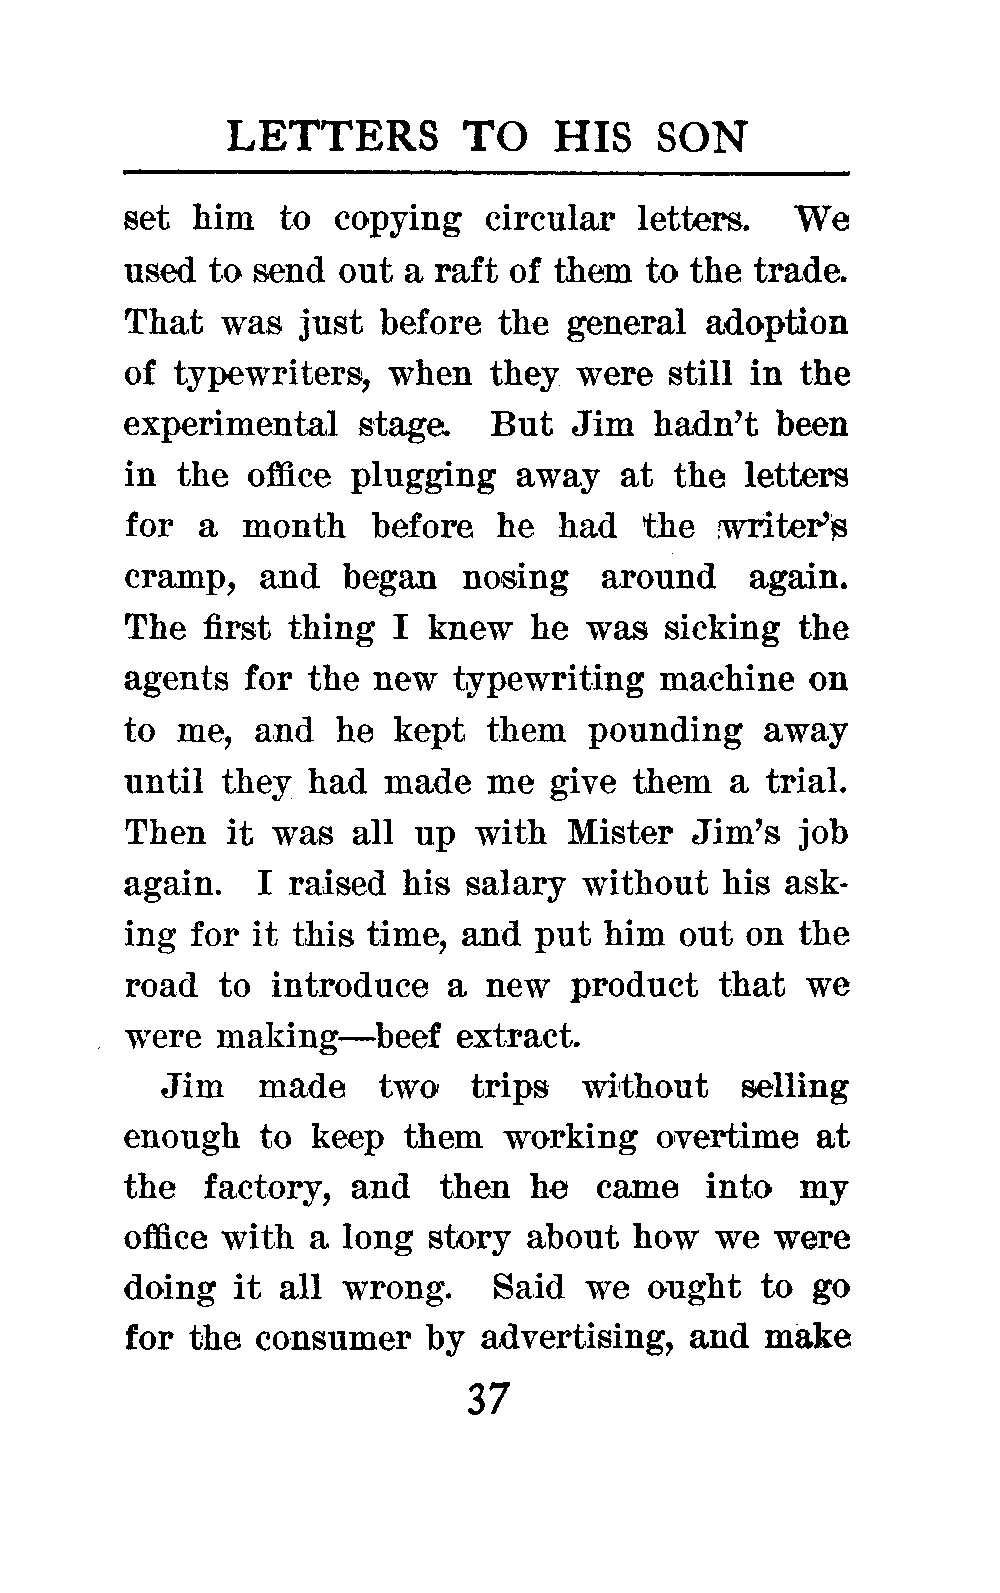 LETTERS TO HIS SON
set him to copying circular letters. We
used to send out a raft of them to the trade.
That was just before the general adoption
of typewriters, when they were still in the
experimental stage. But Jim hadn't been
in the office plugging away at the letters
for a month before he had the writer's
cramp, and began nosing around again.
The first thing I knew he was sicking the
agents for the new typewriting machine on
to me, and he kept them pounding away
until they had made me give them a trial.
Then it was all up with Mister Jim's job
again. I raised his salary without his ask-
ing for it this time, and put him out on the
road to introduce a new product that we
were making—beef extract.
Jim made two trips without selling
enough to keep them working overtime at
the factory, and then he came into my
office with a long story about how we were
doing it all wrong. Said we ought to go
for the consumer by advertising, and make
37